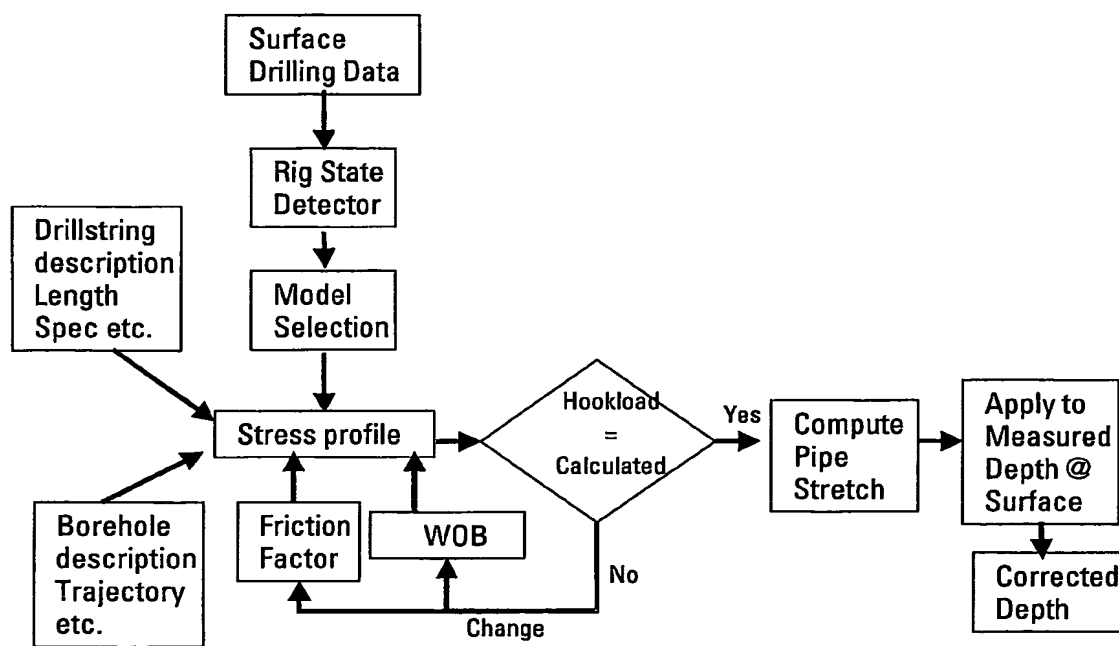 Surface
Drilling Data
Rig State
Detector
Drillstring
description
Length
Spec etc.
Model
Selection
Stress profile
Hookload
=
Calculated
Yes
Compute
Pipe
Stretch
Apply to
Measured
Depth @
Surface
Borehole
description
Trajectory
etc.
Friction
Factor
WOB
No
Change
Corrected
Depth